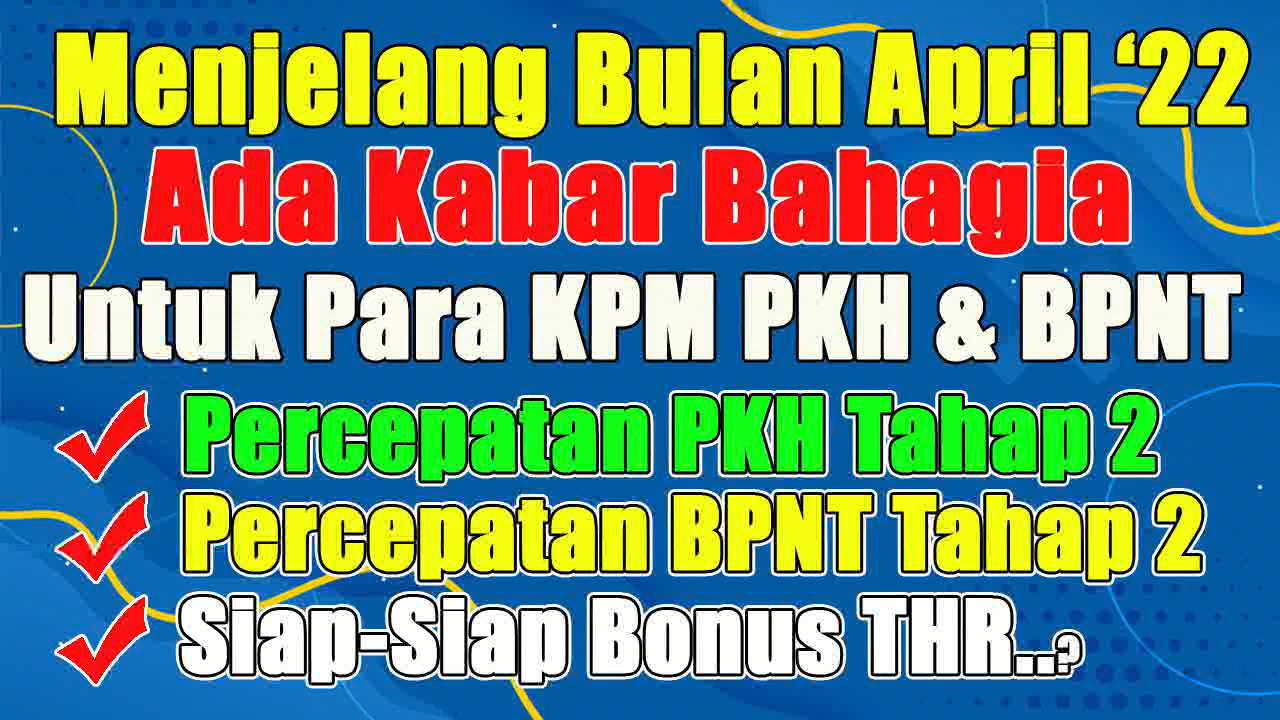 Menjelang Bulan April ‘22
Ada Kabar Bahagia
Untuk Para KPM PKH & BPNT
Percepatan PKH Tahap 2
Percepatan BPNT Tahap 2
Siap-Siap Bonus THR..?